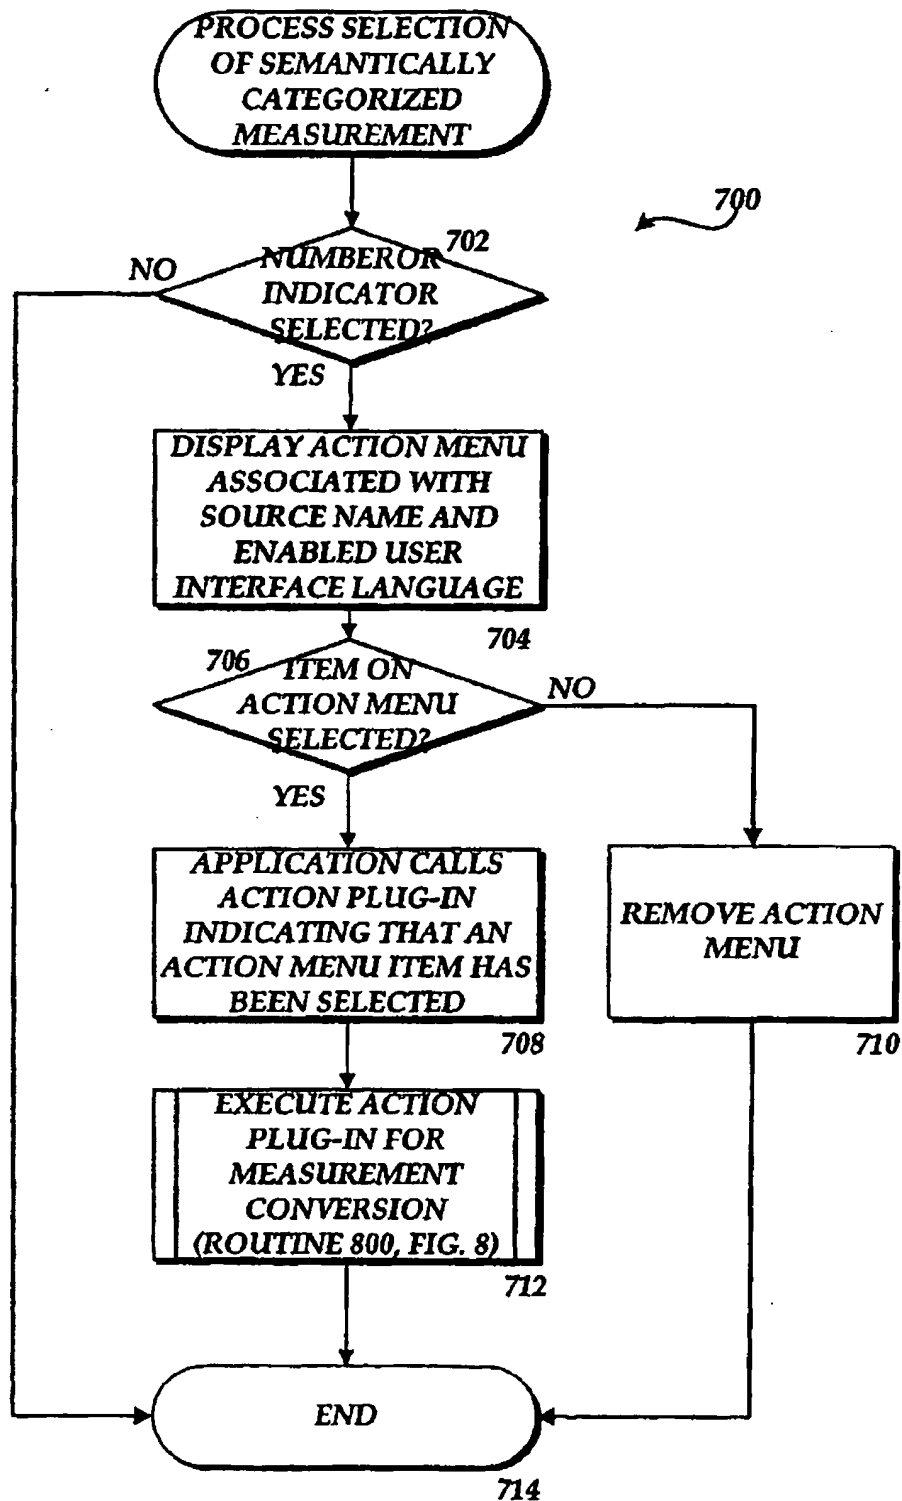 PROCESS SELECTION
OF SEMANTICALLY
CATEGORIZED
MEASUREMENT
700
702
NO
NUMBEROR
INDICATOR
SELECTED?
YES
DISPLAY ACTION MENU
ASSOCIATED WITH
SOURCE NAME AND
ENABLED USER
INTERFACE LANGUAGE
704
706
ITEM ON
ACTION MENU
SELECTED?
NO
YES
APPLICATION CALLS
ACTION PLUG-IN
INDICATING THAT AN
ACTION MENU ITEM HAS
BEEN SELECTED
708
REMOVE ACTION
MENU
710
EXECUTE ACTION
PLUG-IN FOR
MEASUREMENT
CONVERSION
(ROUTINE 800, FIG. 8)
712
END
714